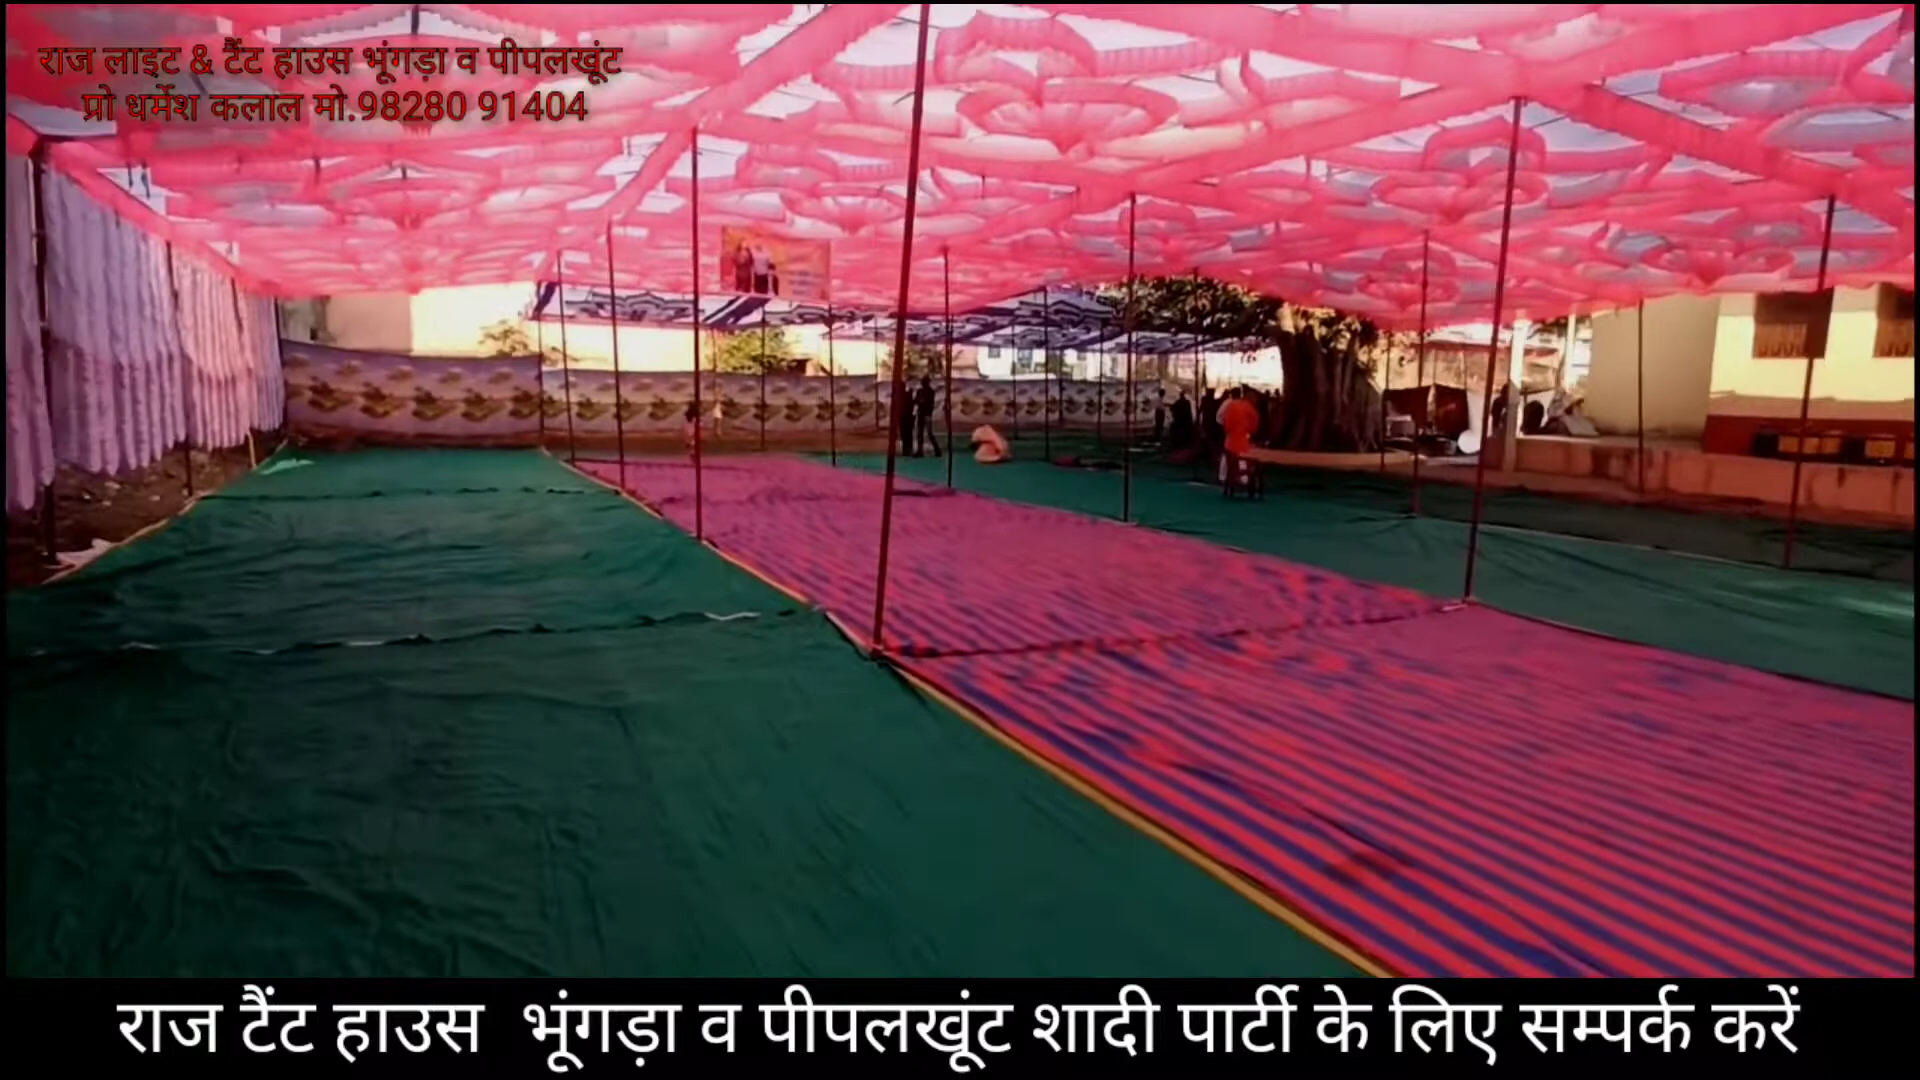 राज लाइट & टैंट हाउस भूंगड़ा व पीपलखूंट
प्रो धर्मेश कलाल मो.98280 91404
राज टैंट हाउस भूंगड़ा व पीपलखूंट शादी पार्टी के लिए सम्पर्क करें